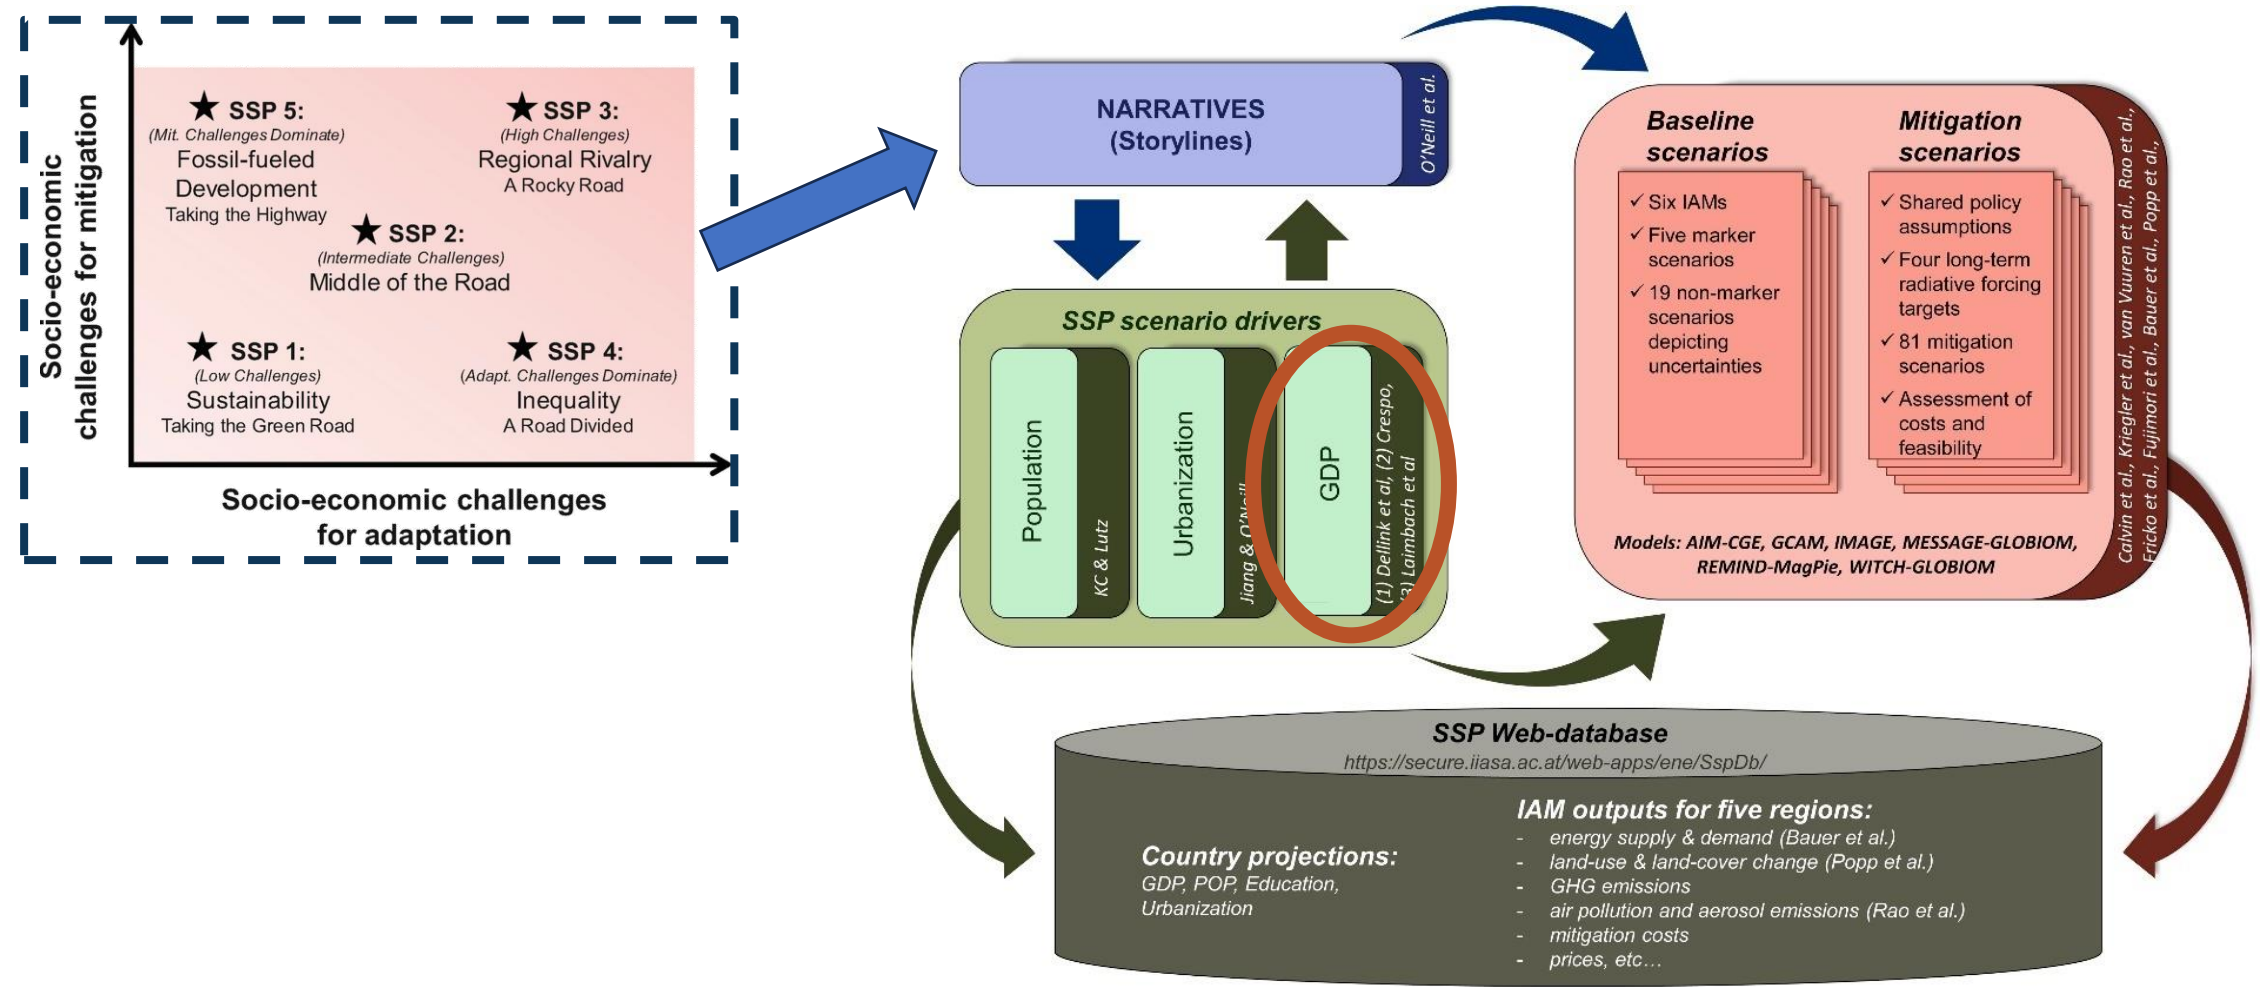 Socio-economic
challenges for mitigation
★ SSP 5:
(Mit. Challenges Dominate)
Fossil-fueled
Development
Taking the Highway
★ SSP 3:
(High Challenges)
Regional Rivalry
A Rocky Road
★ SSP 2:
(Intermediate Challenges)
Middle of the Road
★ SSP 1:
(Low Challenges)
Sustainability
Taking the Green Road
★ SSP 4:
(Adapt. Challenges Dominate)
Inequality
A Road Divided
Socio-economic challenges
for adaptation
NARRATIVES
(Storylines)
O'Neill et al.
SSP scenario drivers
Population
KC & Lutz
Urbanization
Jiang & O'Neill
GDP
(1) Dellink et al, (2) Crespo,
(3) Laimbach et al
Baseline
scenarios
✓ Six IAMs
✓ Five marker
scenarios
✓ 19 non-marker
scenarios
depicting
uncertainties
Mitigation
scenarios
✓ Shared policy
assumptions
✓ Four long-term
radiative forcing
targets
✓ 81 mitigation
scenarios
✓ Assessment of
costs and
feasibility
Models: AIM-CGE, GCAM, IMAGE, MESSAGE-GLOBIOM,
REMIND-MagPie, WITCH-GLOBIOM
Calvin et al., Kriegler et al., van Vuuren et al., Rao et al.,
Fricko et al., Fujimori et al., Bauer et al., Popp et al.,
SSP Web-database
https://secure.iiasa.ac.at/web-apps/ene/SspDb/
Country projections:
GDP, POP, Education,
Urbanization
IAM outputs for five regions:
- energy supply & demand (Bauer et al.)
- land-use & land-cover change (Popp et al.)
- GHG emissions
- air pollution and aerosol emissions (Rao et al.)
- mitigation costs
- prices, etc…